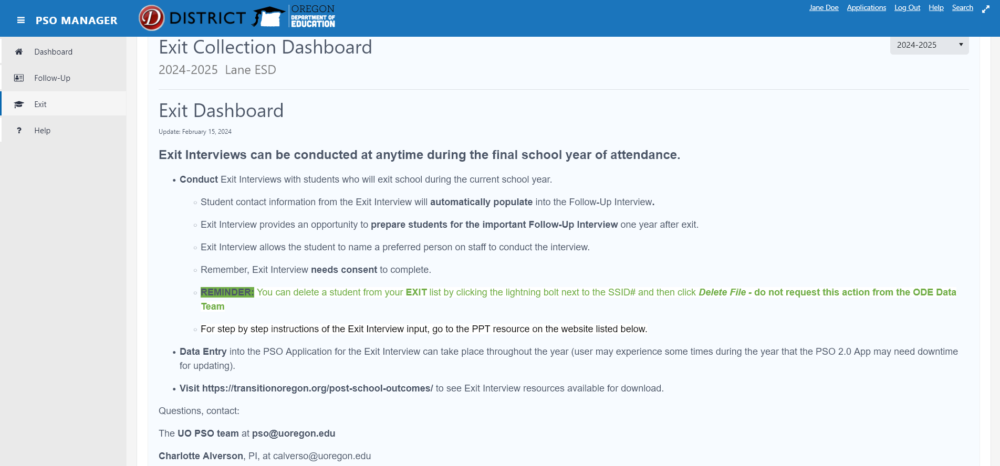 PSO MANAGER
D DISTRICT
OREGON
DEPARTMENT OF
EDUCATION
Jane Doe Applications Log Out Help Search
Dashboard
Follow-Up
Exit
? Help
Exit Collection Dashboard
2024-2025
2024-2025 Lane ESD
Exit Dashboard
Update: February 15, 2024
Exit Interviews can be conducted at anytime during the final school year of attendance.
• Conduct Exit Interviews with students who will exit school during the current school year.
○ Student contact information from the Exit Interview will automatically populate into the Follow-Up Interview.
○ Exit Interview provides an opportunity to prepare students for the important Follow-Up Interview one year after exit.
○ Exit Interview allows the student to name a preferred person on staff to conduct the interview.
○ Remember, Exit Interview needs consent to complete.
○ REMINDER: You can delete a student from your EXIT list by clicking the lightning bolt next to the SSID# and then click Delete File - do not request this action from the ODE Data
Team
○ For step by step instructions of the Exit Interview input, go to the PPT resource on the website listed below.
• Data Entry into the PSO Application for the Exit Interview can take place throughout the year (user may experience some times during the year that the PSO 2.0 App may need downtime
for updating).
• Visit https://transitionoregon.org/post-school-outcomes/ to see Exit Interview resources available for download.
Questions, contact:
The UO PSO team at pso@uoregon.edu
Charlotte Alverson, PI, at calverso@uoregon.edu